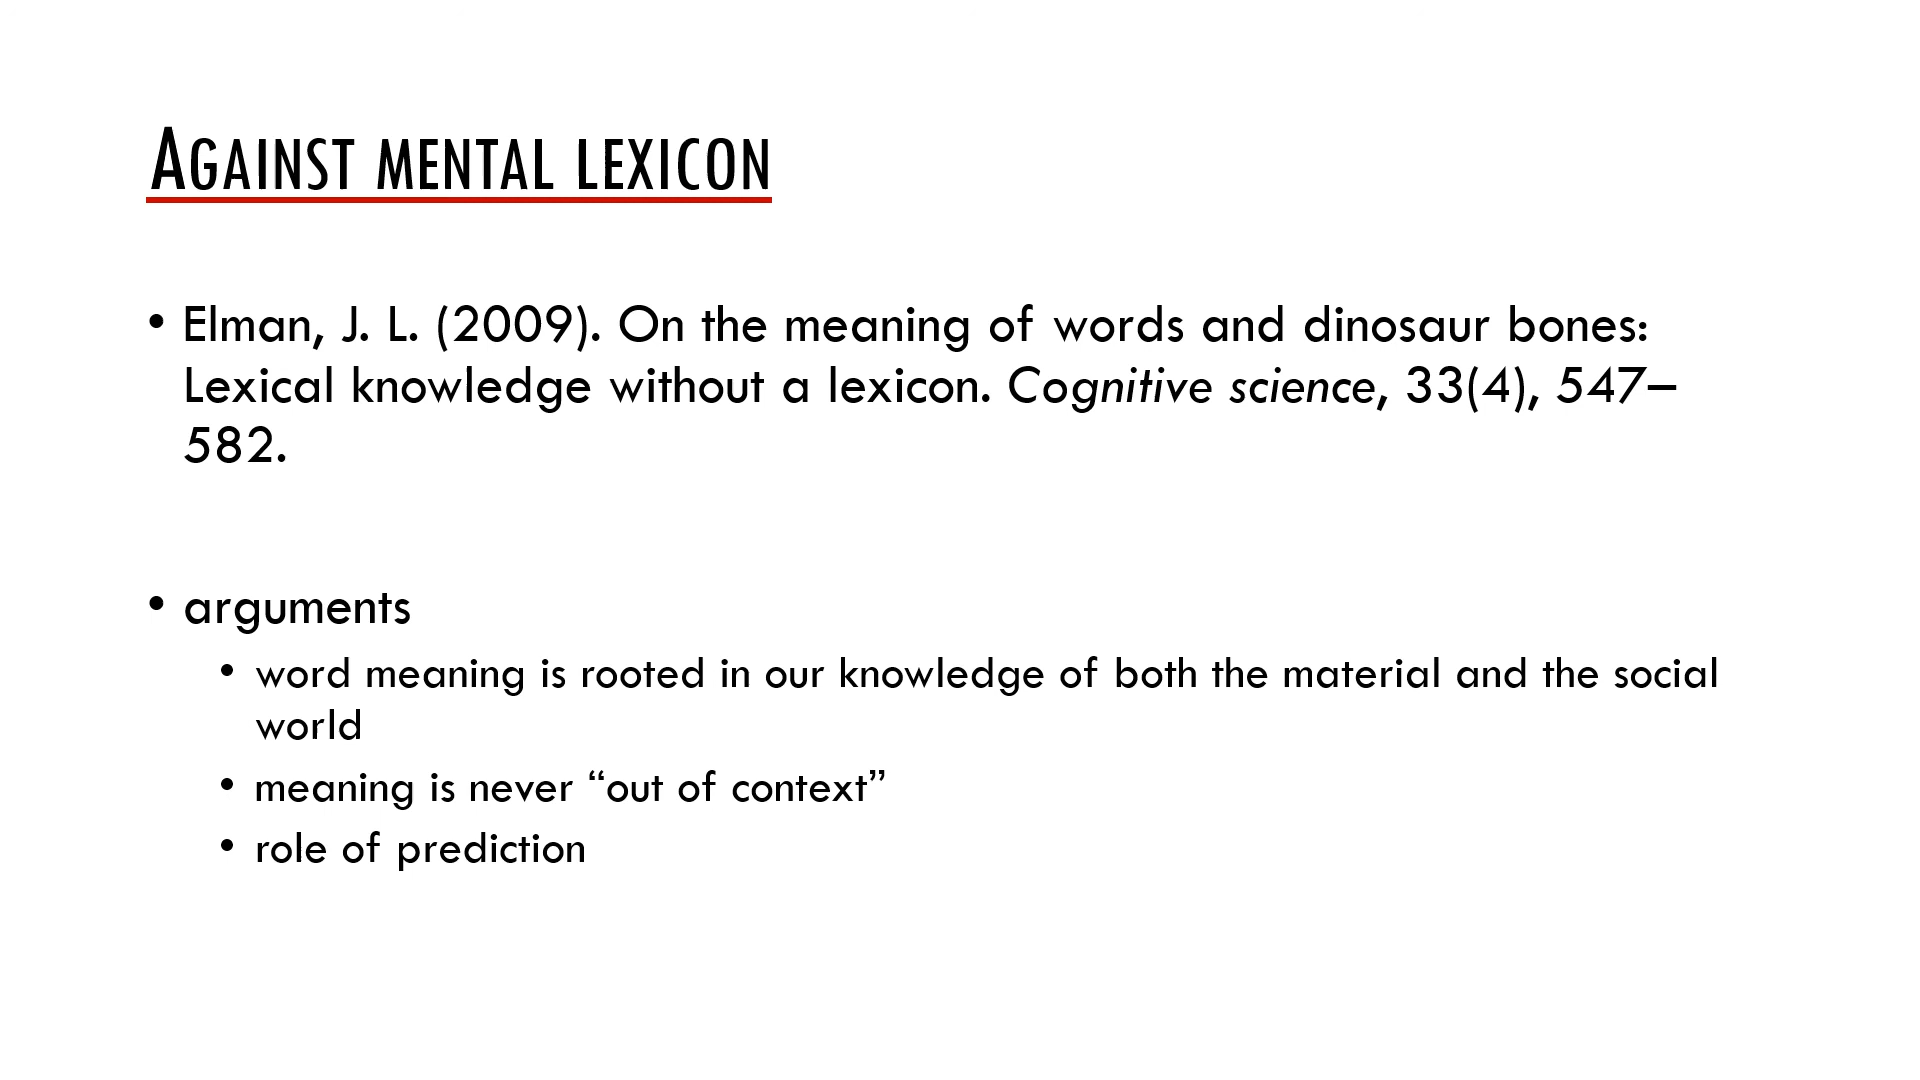 AGAINST MENTAL LEXICON
• Elman, J. L. (2009). On the meaning of words and dinosaur bones:
Lexical knowledge without a lexicon. Cognitive science, 33(4), 547–
582.
• arguments
• word meaning is rooted in our knowledge of both the material and the social
world
• meaning is never “out of context”
• role of prediction